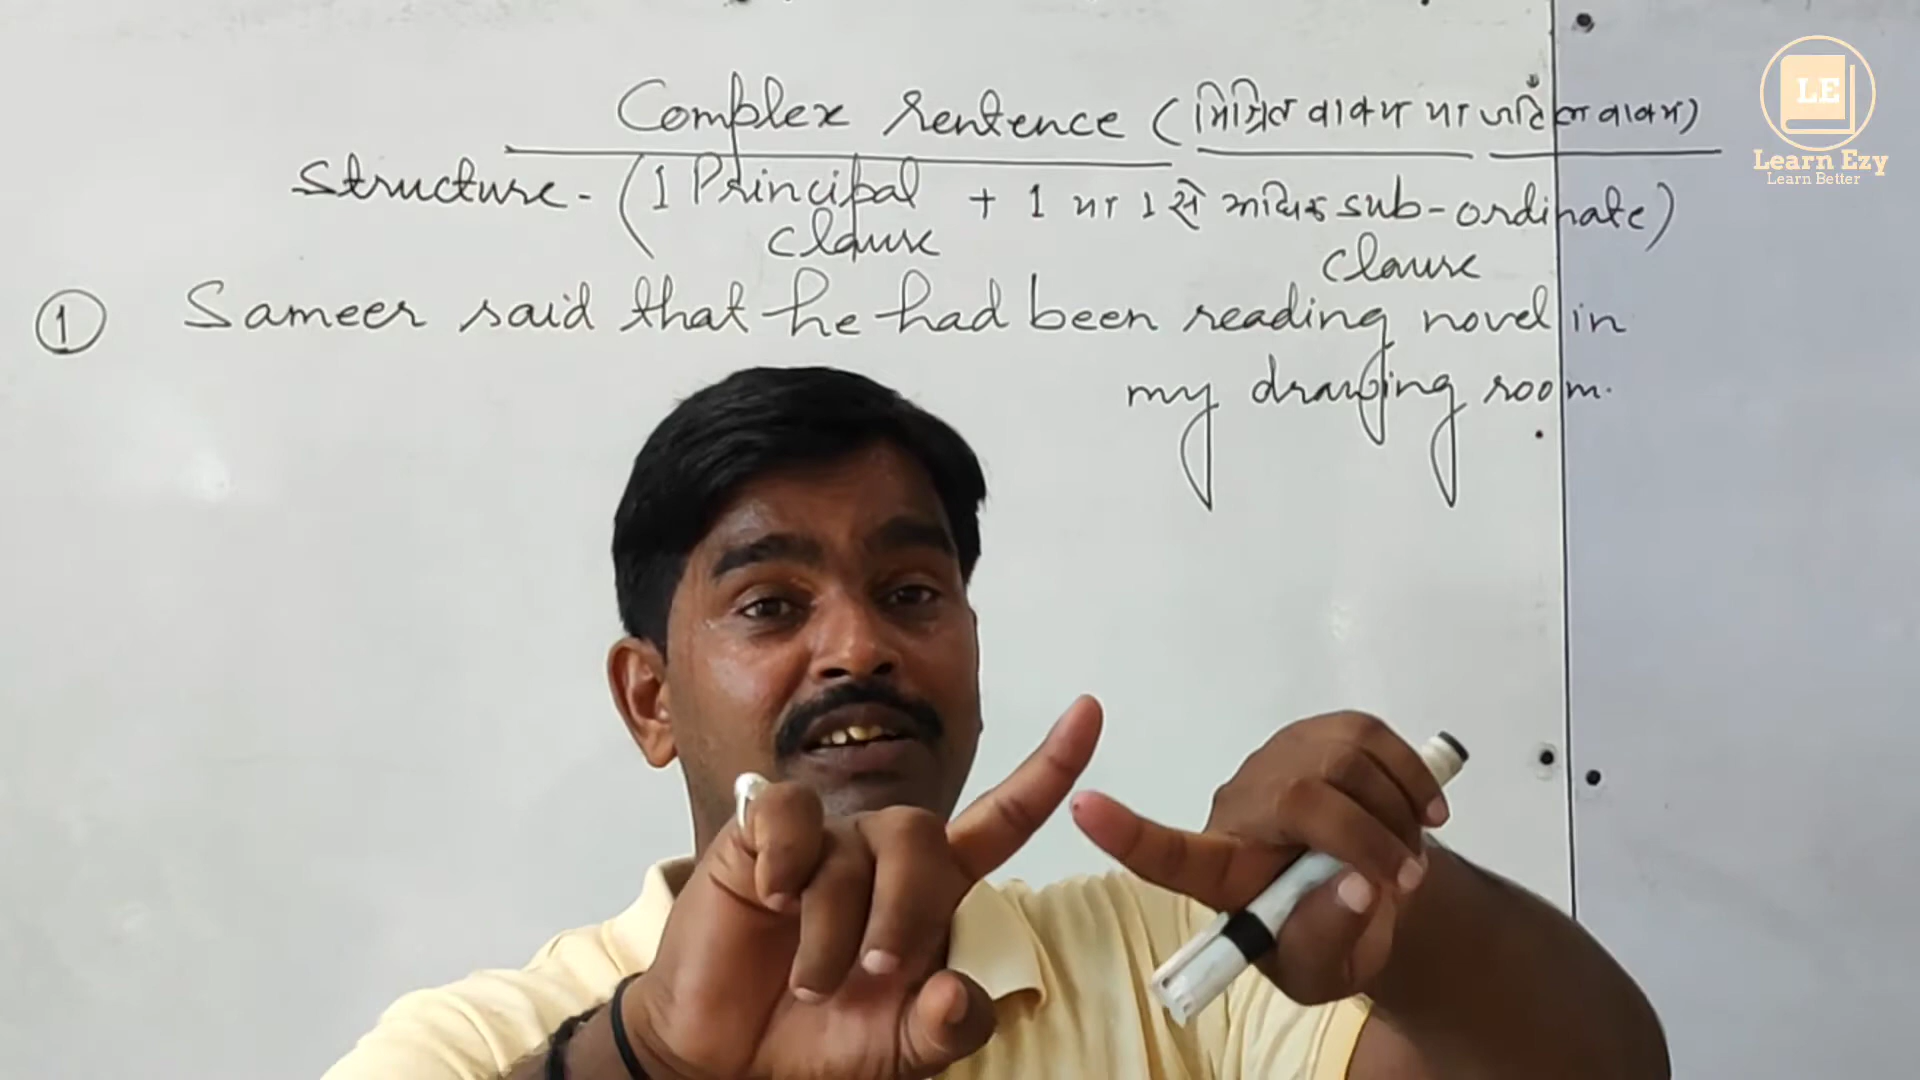 Complex Sentence (मिश्रित वाक्य या जटिल वाक्य)
Structure - (1 Principal + 1 या 1 से अधिक sub-ordinate)
clause clause
① Sameer said that he had been reading novel in
my drawing room.
LE
Learn Ezy
Learn Better